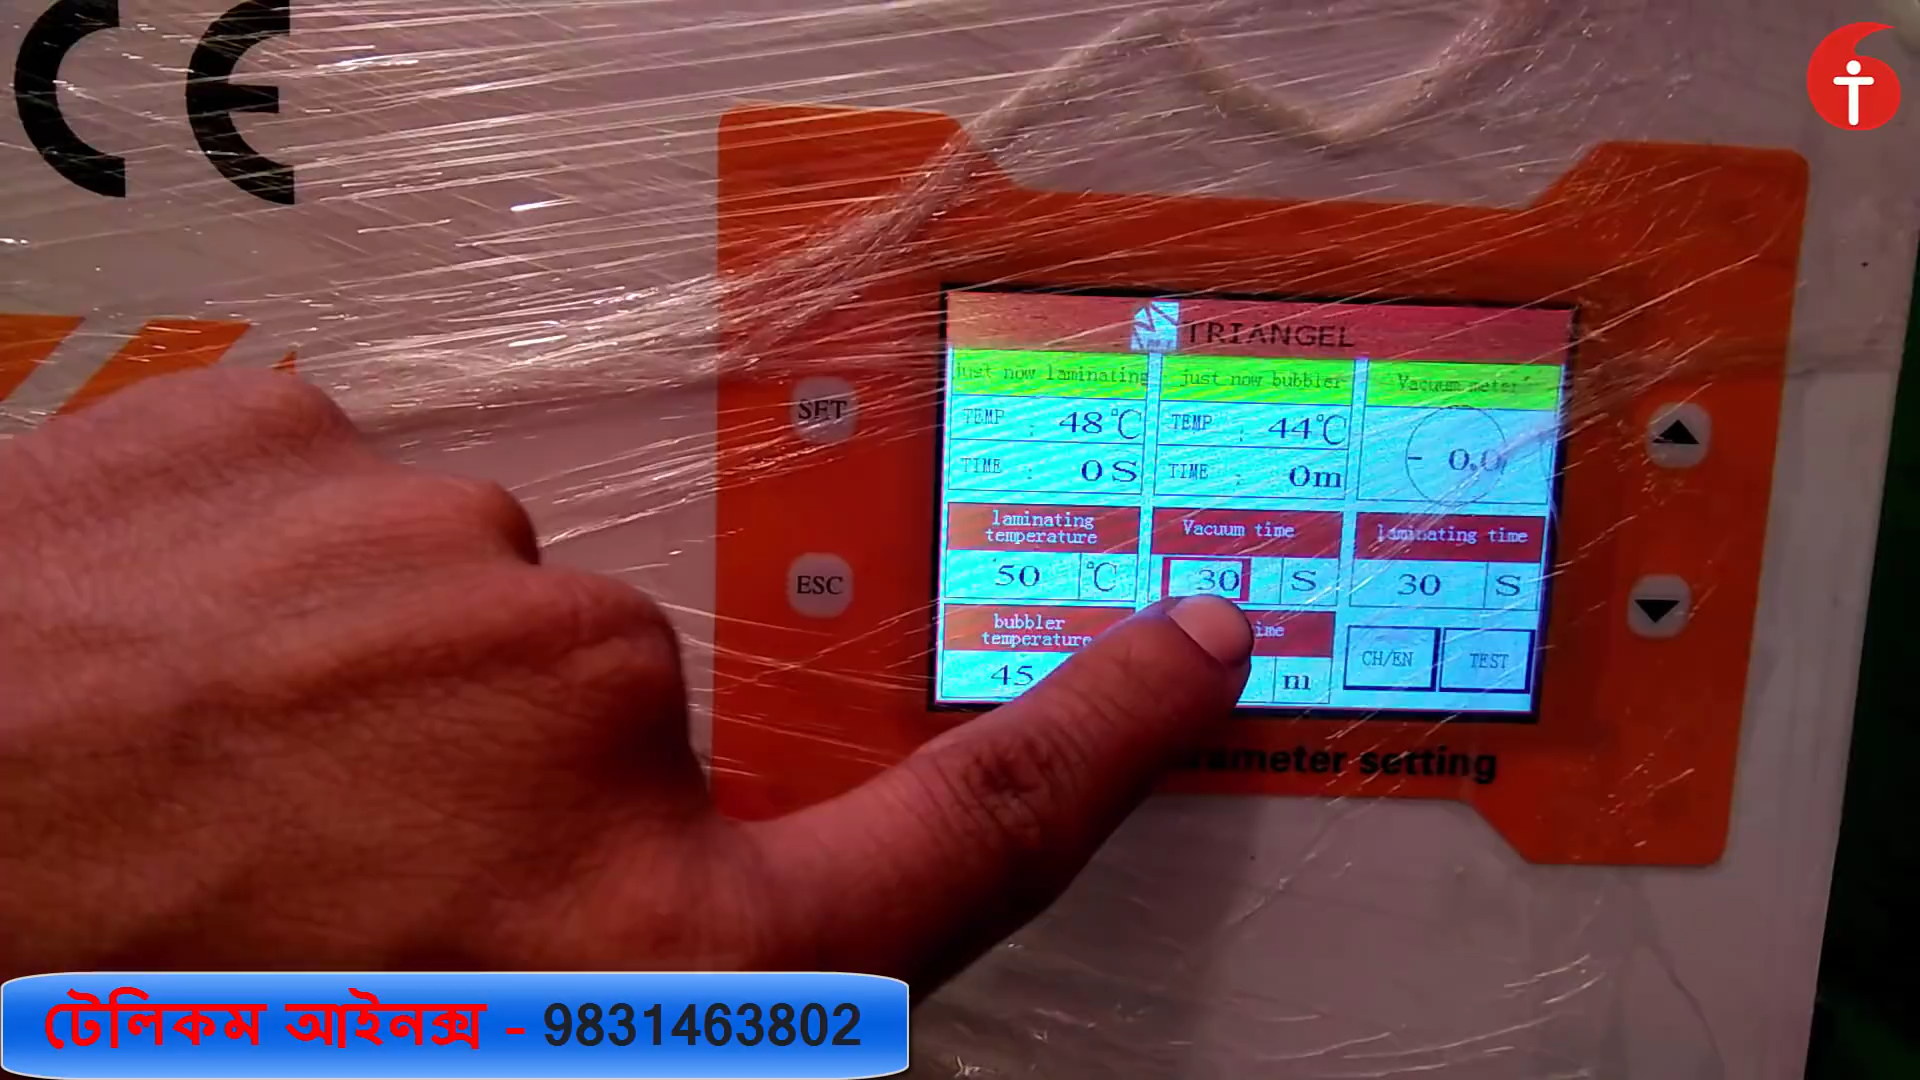 CE
TRIANGEL
just now laminating
just now bubbler
Vacuum meter
TEMP : 48 ℃
TEMP : 44℃
TIME : 0 S
TIME : 0m
- 0.0
laminating
temperature
Vacuum time
laminating time
50 ℃
30 S
30 S
bubbler
temperature
ime
45
m
CH/EN
TEST
SET
ESC
rameter setting
টেলিকম আইনক্স - 9831463802